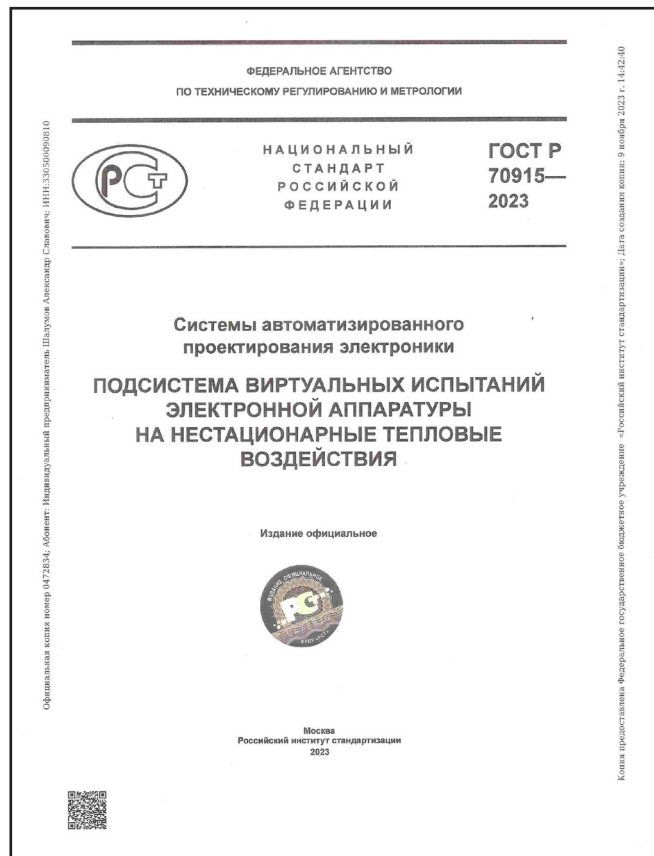 ФЕДЕРАЛЬНОЕ АГЕНТСТВО
ПО ТЕХНИЧЕСКОМУ РЕГУЛИРОВАНИЮ И МЕТРОЛОГИИ
НАЦИОНАЛЬНЫЙ
СТАНДАРТ
РОССИЙСКОЙ
ФЕДЕРАЦИИ
ГОСТ Р
70915—
2023
Системы автоматизированного
проектирования электроники
ПОДСИСТЕМА ВИРТУАЛЬНЫХ ИСПЫТАНИЙ
ЭЛЕКТРОННОЙ АППАРАТУРЫ
НА НЕСТАЦИОНАРНЫЕ ТЕПЛОВЫЕ
ВОЗДЕЙСТВИЯ
Издание официальное
ИЗДАНИЕ ОФИЦИАЛЬНОЕ
РСТ
Москва
Российский институт стандартизации
2023
Официальная копия номер 0472834; Абонент: Индивидуальный предприниматель Шалумов Александр Славович; ИНН:330500090810
Копия предоставлена Федеральное государственное бюджетное учреждение «Российский институт стандартизации»; Дата создания копии: 9 ноября 2023 г. 14:42:40